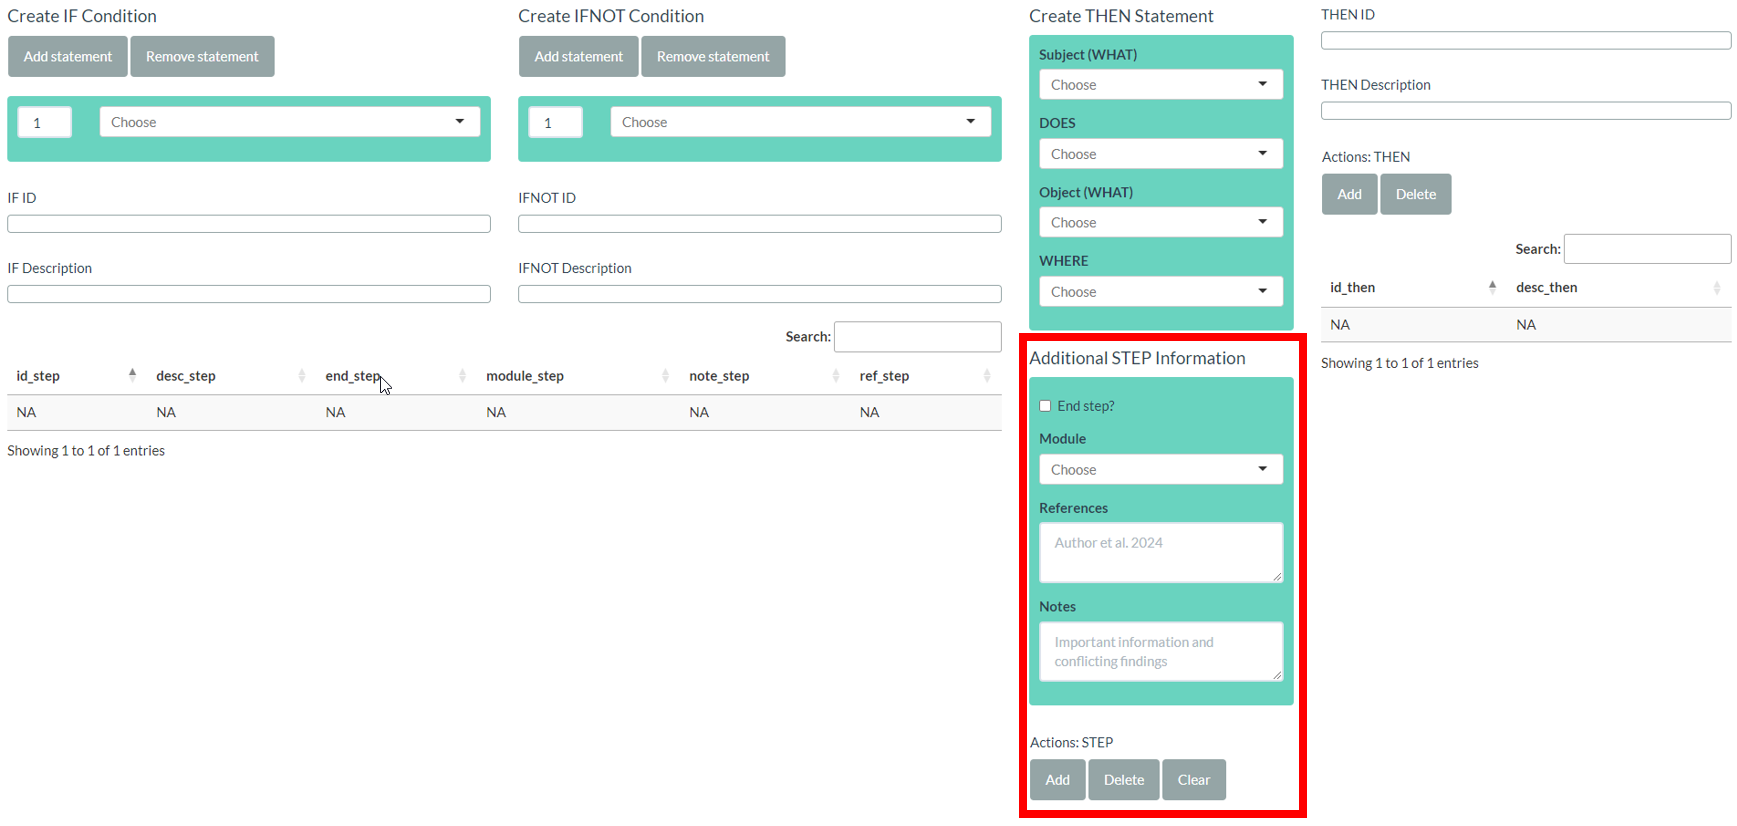 Create IF Condition
Add statement
Remove statement
1
Choose
IF ID
IF Description
Create IFNOT Condition
Add statement
Remove statement
1
Choose
IFNOT ID
IFNOT Description
Search:
id_step desc_step end_step module_step note_step ref_step
NA NA NA NA NA NA
Showing 1 to 1 of 1 entries
Create THEN Statement
Subject (WHAT)
Choose
DOES
Choose
Object (WHAT)
Choose
WHERE
Choose
Additional STEP Information
End step?
Module
Choose
References
Author et al. 2024
Notes
Important information and
conflicting findings
Actions: STEP
Add
Delete
Clear
THEN ID
THEN Description
Actions: THEN
Add
Delete
Search:
id_then desc_then
NA NA
Showing 1 to 1 of 1 entries